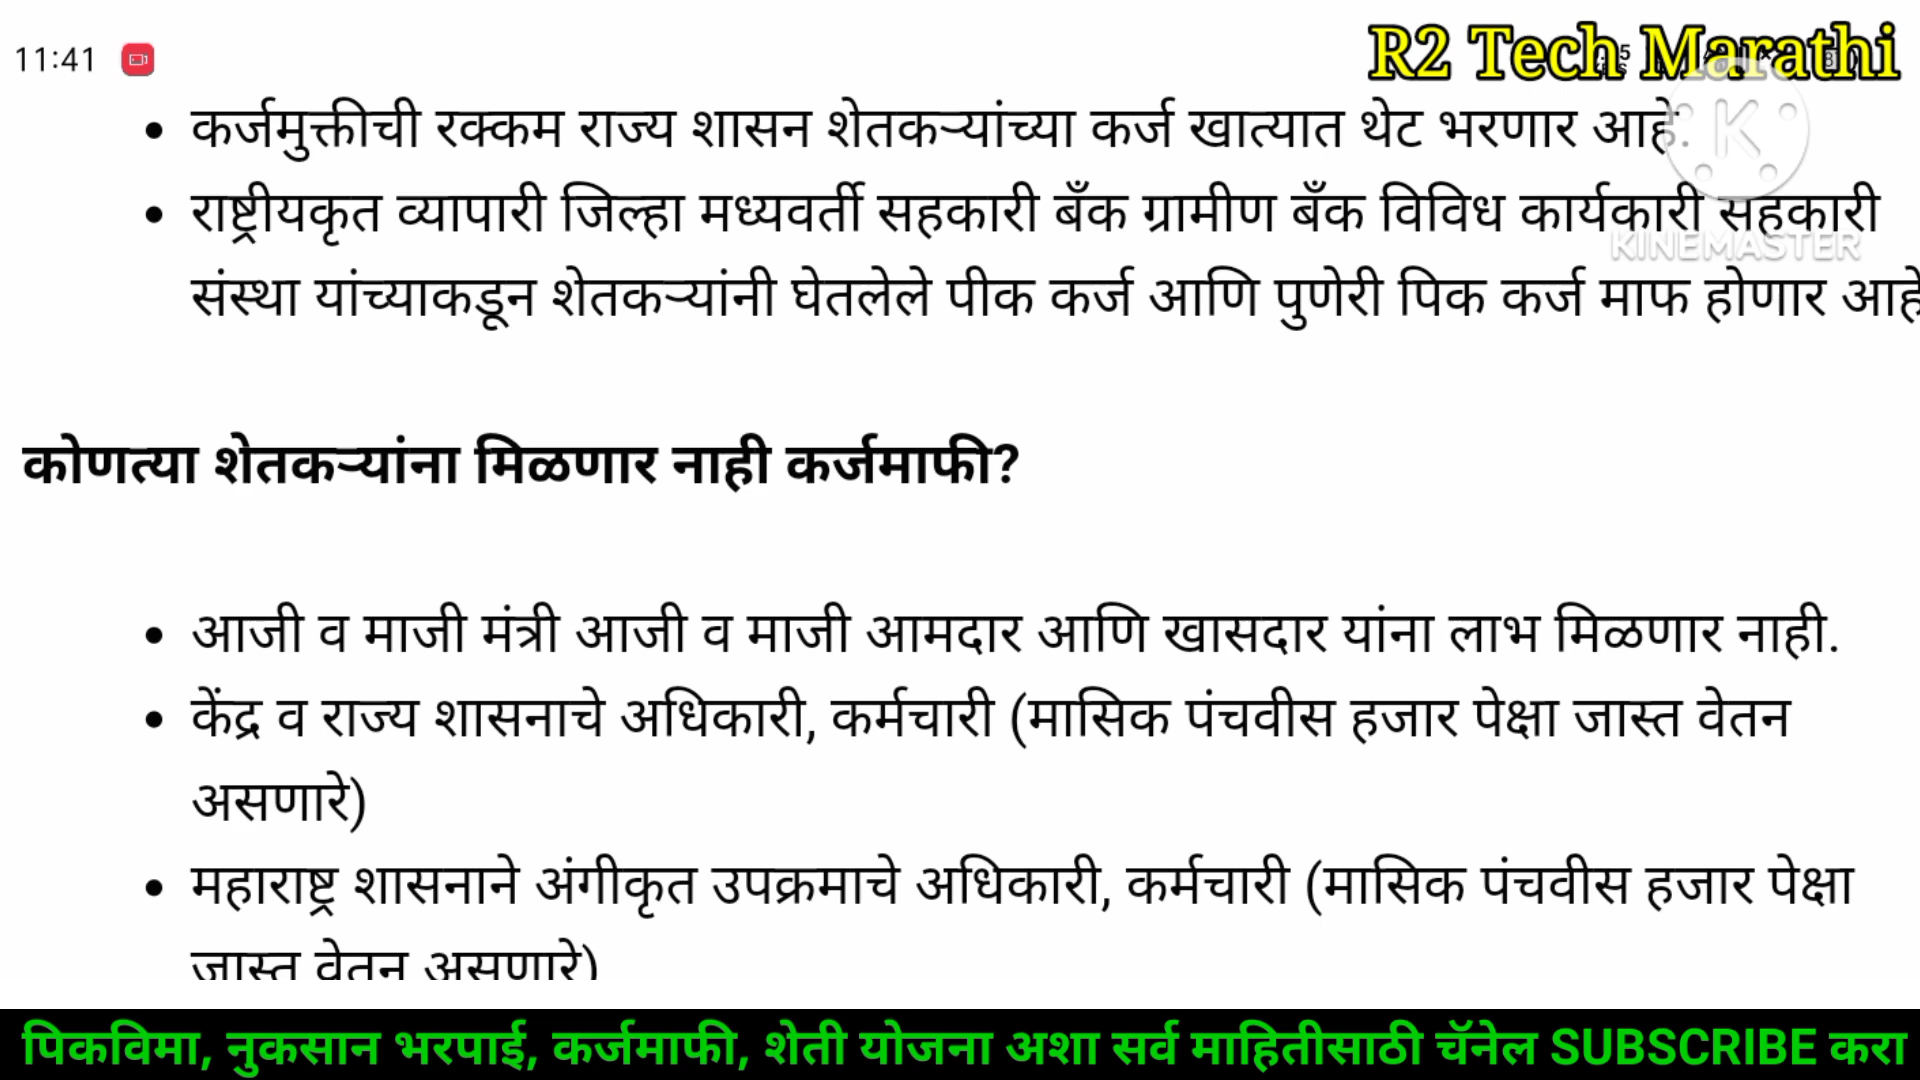 R2 Tech Marathi
11:41
• कर्जमुक्तीची रक्कम राज्य शासन शेतकऱ्यांच्या कर्ज खात्यात थेट भरणार आहे.
• राष्ट्रीयकृत व्यापारी जिल्हा मध्यवर्ती सहकारी बँक ग्रामीण बँक विविध कार्यकारी सहकारी
KINEMASTER
संस्था यांच्याकडून शेतकऱ्यांनी घेतलेले पीक कर्ज आणि पुणेरी पिक कर्ज माफ होणार आहे
कोणत्या शेतकऱ्यांना मिळणार नाही कर्जमाफी?
• आजी व माजी मंत्री आजी व माजी आमदार आणि खासदार यांना लाभ मिळणार नाही.
• केंद्र व राज्य शासनाचे अधिकारी, कर्मचारी (मासिक पंचवीस हजार पेक्षा जास्त वेतन
असणारे)
• महाराष्ट्र शासनाने अंगीकृत उपक्रमाचे अधिकारी, कर्मचारी (मासिक पंचवीस हजार पेक्षा
जास्त वेतन असणारे)
पिकविमा, नुकसान भरपाई, कर्जमाफी, शेती योजना अशा सर्व माहितीसाठी चॅनेल SUBSCRIBE करा